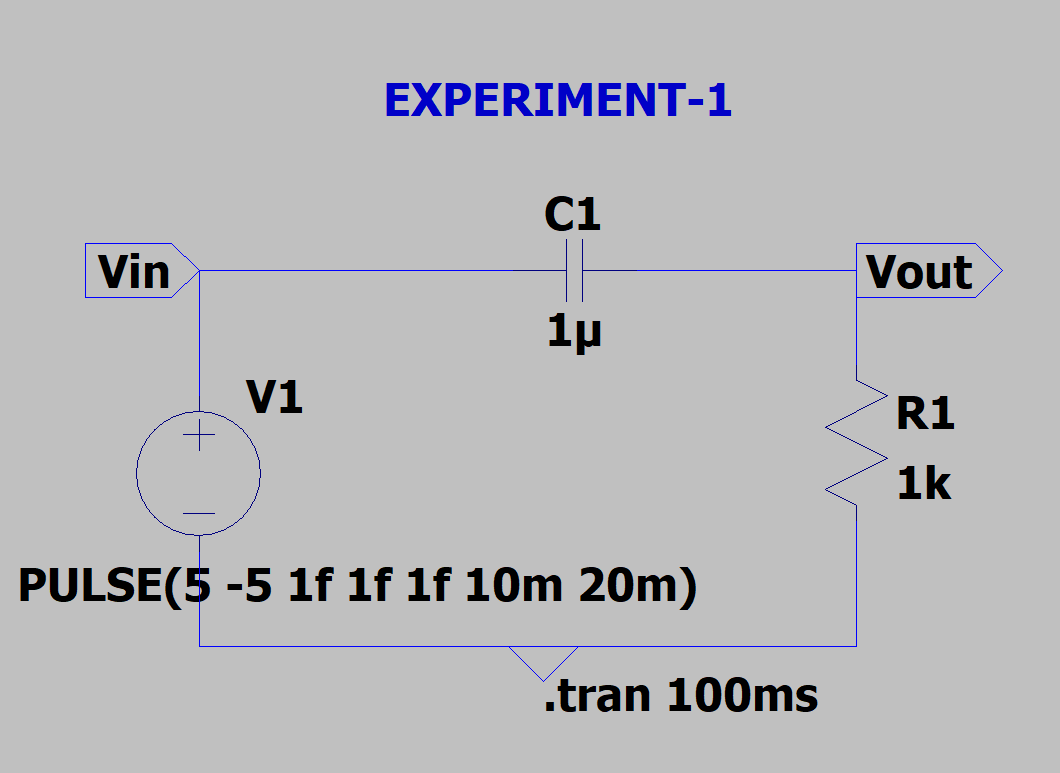 EXPERIMENT-1
C1
Vin
Vout
1µ
V1
R1
1k
PULSE(5 -5 1f 1f 1f 10m 20m)
.tran 100ms